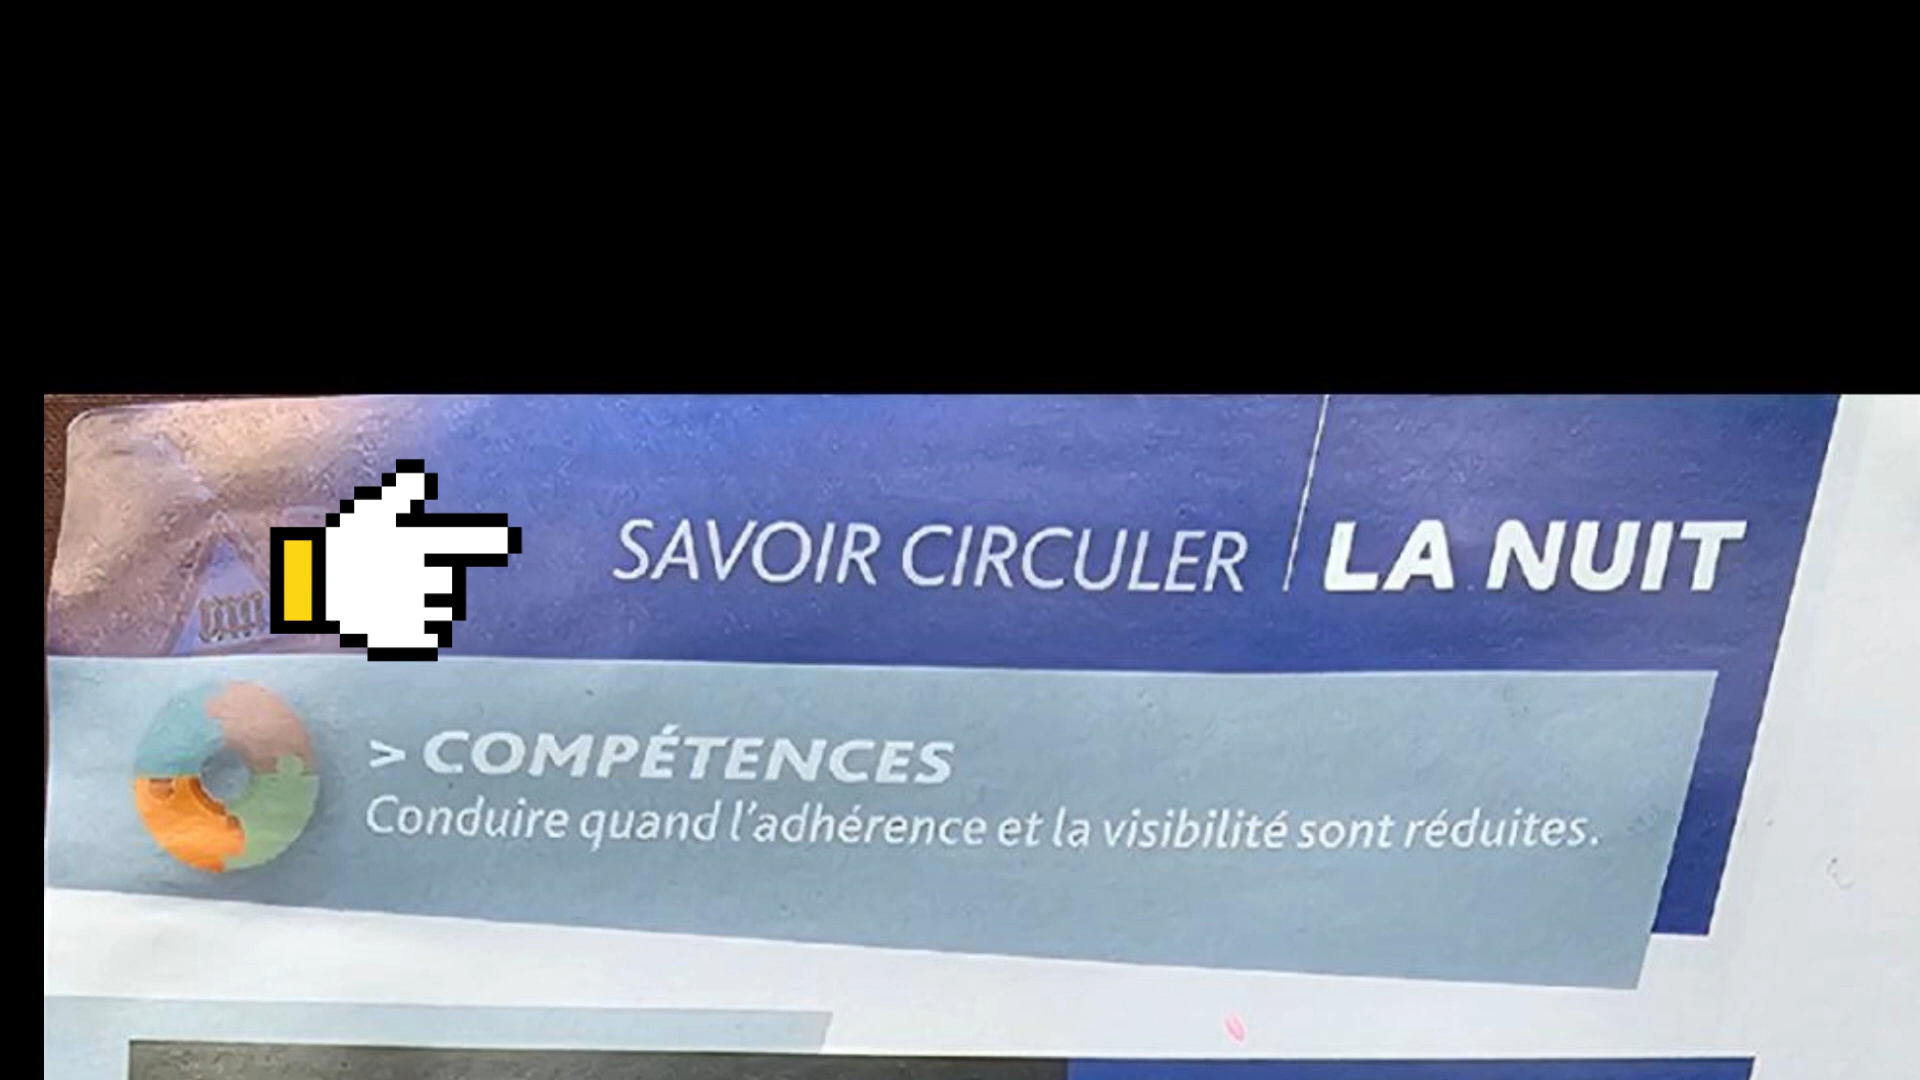 SAVOIR CIRCULER LA NUIT
> COMPÉTENCES
Conduire quand l'adhérence et la visibilité sont réduites.